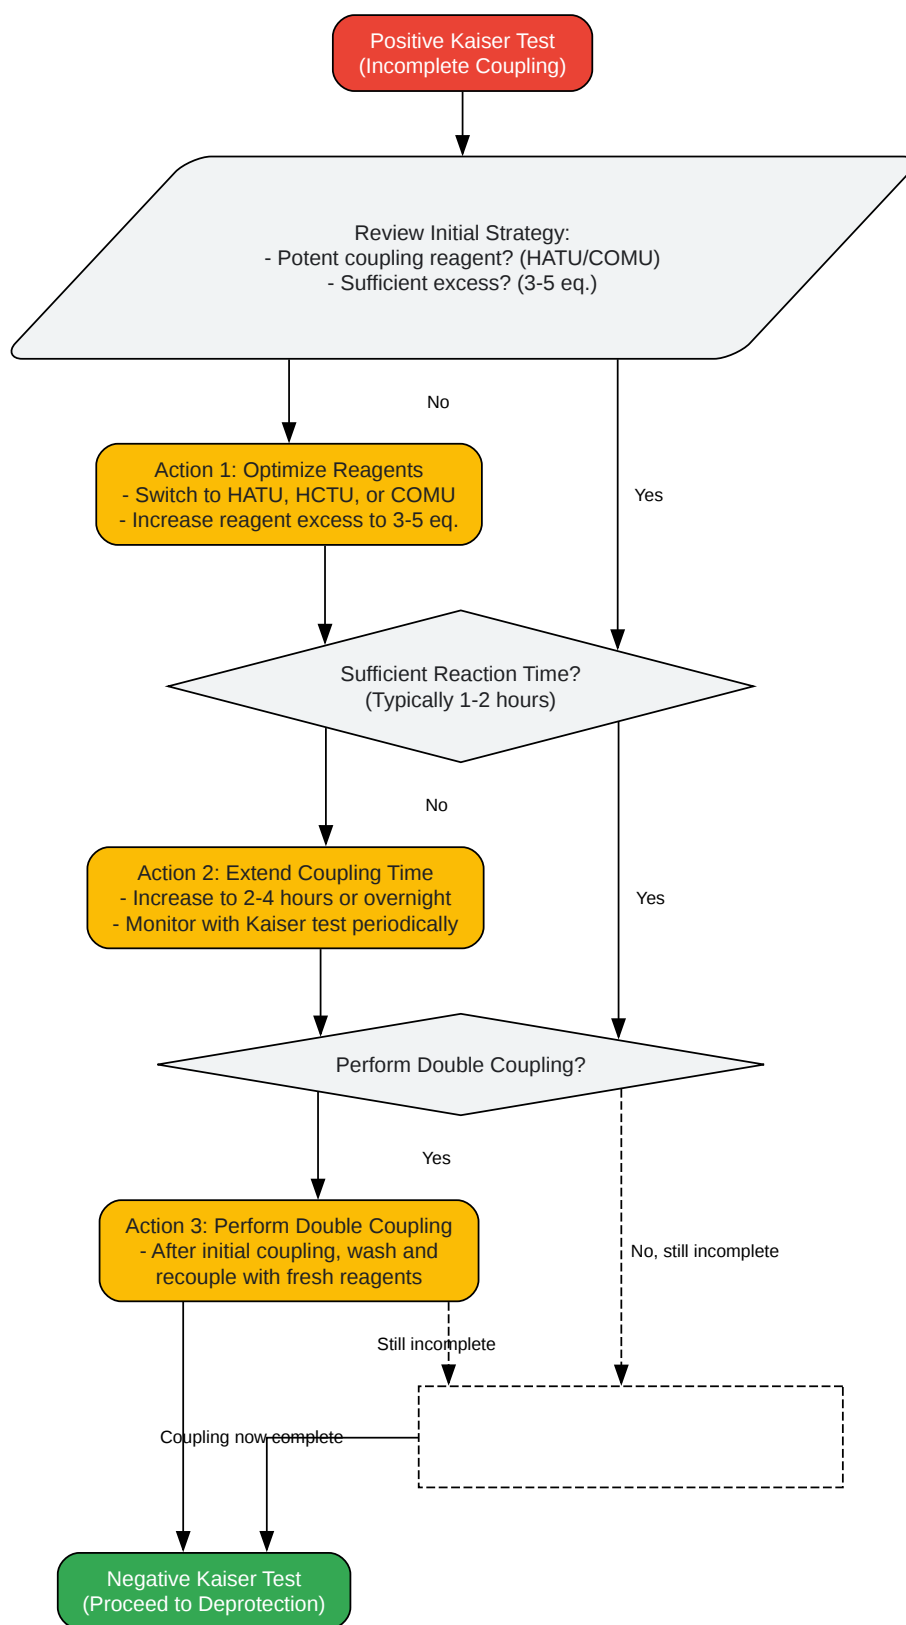 Positive Kaiser Test
(Incomplete Coupling)
Review Initial Strategy:
- Potent coupling reagent? (HATU/COMU)
- Sufficient excess? (3-5 eq.)
No
Action 1: Optimize Reagents
- Switch to HATU, HCTU, or COMU
- Increase reagent excess to 3-5 eq.
Yes
Sufficient Reaction Time?
(Typically 1-2 hours)
No
Action 2: Extend Coupling Time
- Increase to 2-4 hours or overnight
- Monitor with Kaiser test periodically
Yes
Perform Double Coupling?
Yes
Action 3: Perform Double Coupling
- After initial coupling, wash and
recouple with fresh reagents
No, still incomplete
Still incomplete
Coupling now complete
Negative Kaiser Test
(Proceed to Deprotection)